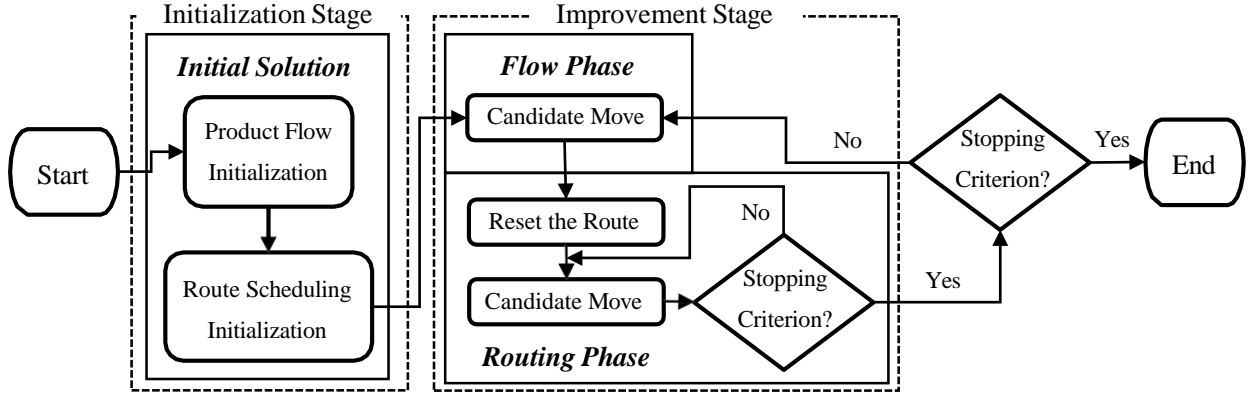 Initialization Stage
Improvement Stage
Initial Solution
Flow Phase
Start
Product Flow
Initialization
Route Scheduling
Initialization
Candidate Move
Reset the Route
Candidate Move
No
Stopping
Criterion?
Routing Phase
Yes
No
Stopping
Criterion?
Yes
End